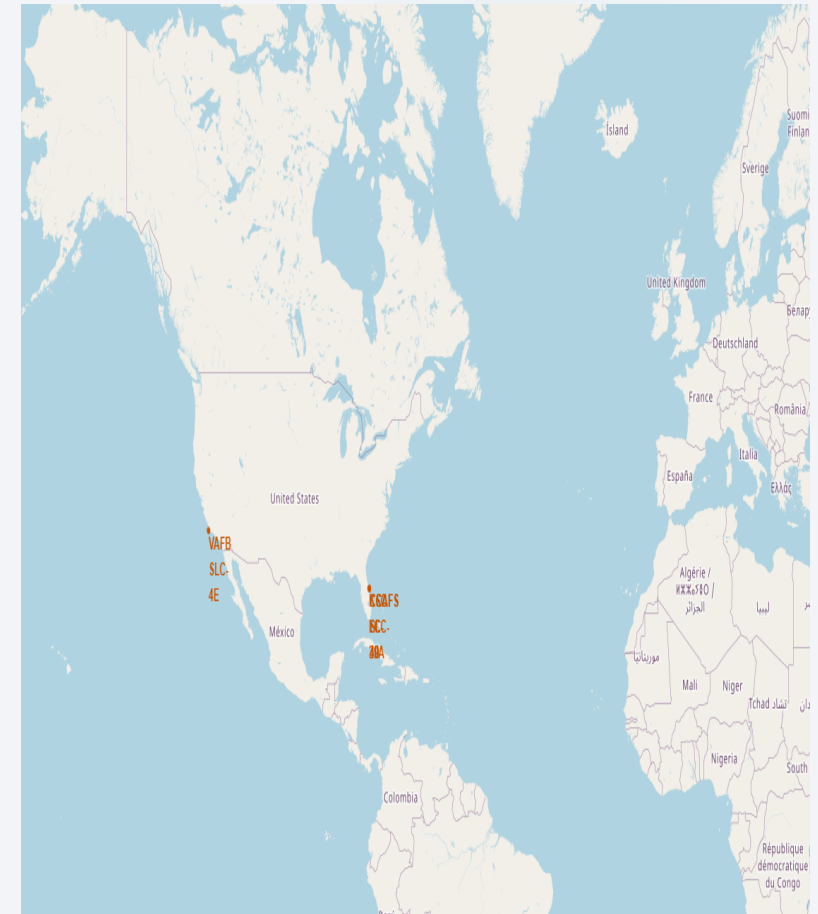 Ísland
Suomi
Finlan
Sverige
United Kingdom
Белар
Deutschland
France
România
Italia
España
Ελλάς
United States
VAFB
SLC-
4E
Algérie /
ⵍⵣⵣⴰⵢⴻⵔ /
الجزائر
ليبيا
México
موريتانيا
Mali
Niger
Tchad تشاد
Nigeria
South
Colombia
République
démocratique
du Congo